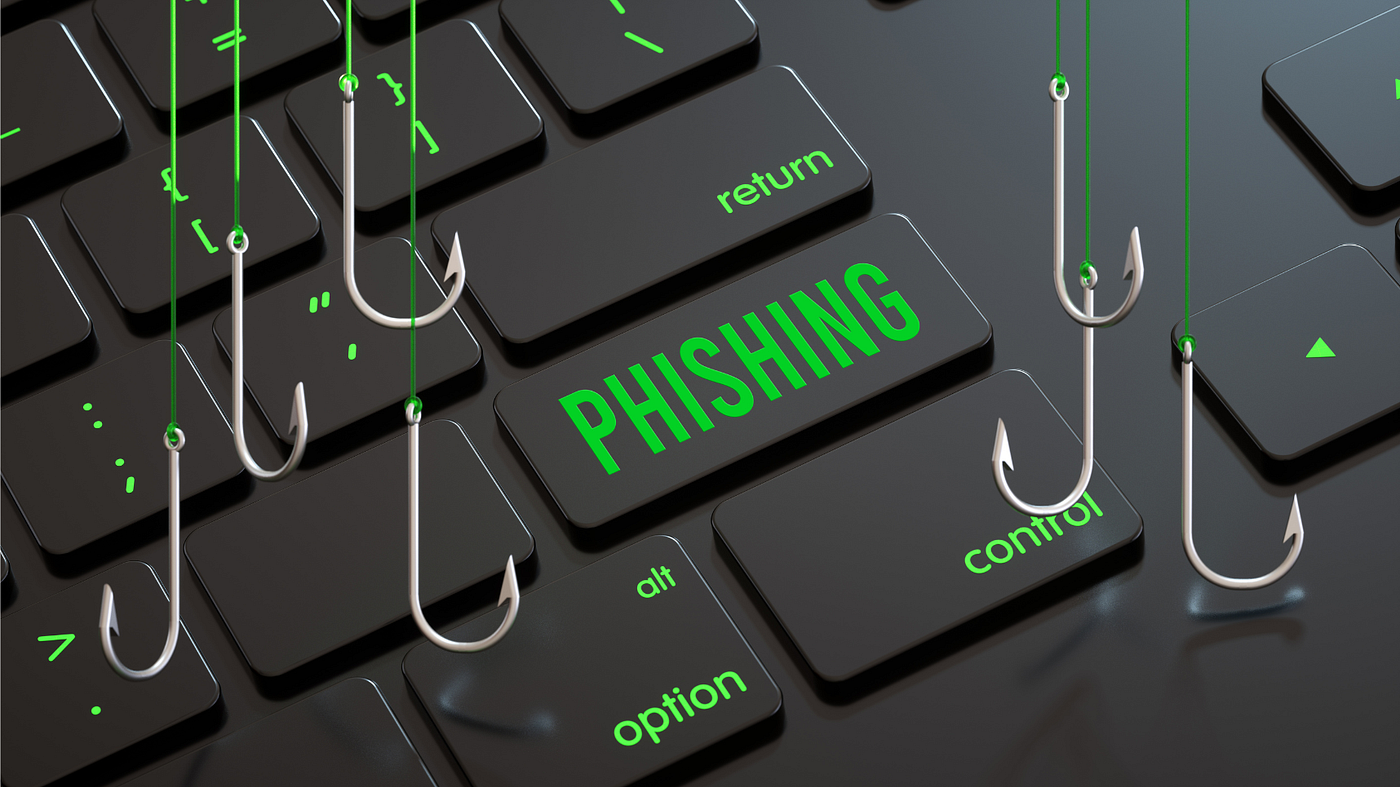 =
_
}
]
\
return
{
[
"
'
PHISHING
:
;
control
alt
option
>
.